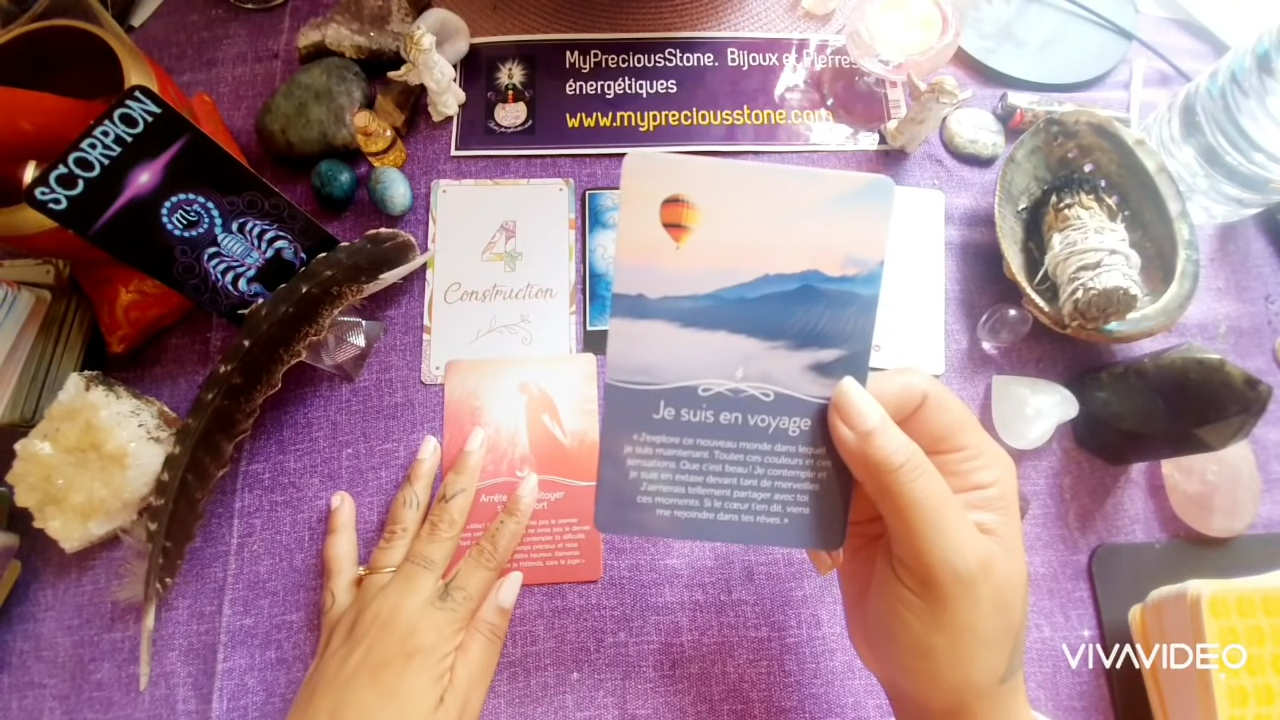 MyPreciousStone. Bijoux et Pierres
énergétiques
www.mypreciousstone.com
SCORPION
4
Construction
Je suis en voyage
«J'explore ce nouveau monde dans lequel
je suis maintenant. Toutes ces couleurs et ces
sensations. Que c'est beau! Je contemple et
je suis en extase devant tant de merveilles.
J'aimerais tellement partager avec toi
ces moments. Si le cœur t'en dit, viens
me rejoindre dans tes rêves.»
Arrête
VIVAVIDEO